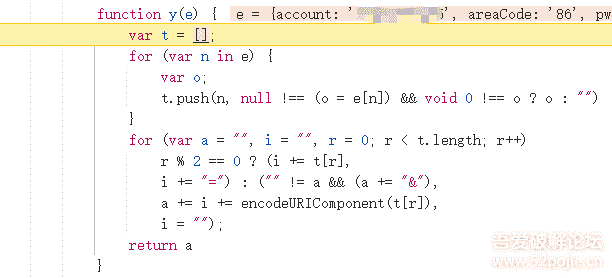 function y(e) { e = {account: '6', areaCode: '86', pw
var t = [];
for (var n in e) {
var o;
t.push(n, null !== (o = e[n]) && void 0 !== o ? o : "")
}
for (var a = "", i = "", r = 0; r < t.length; r++)
r % 2 == 0 ? (i += t[r],
i += "=") : ("" != a && (a += "&"),
a += i += encodeURIComponent(t[r]),
i = "");
return a
}
吾爱破解论坛
www.52pojie.cn